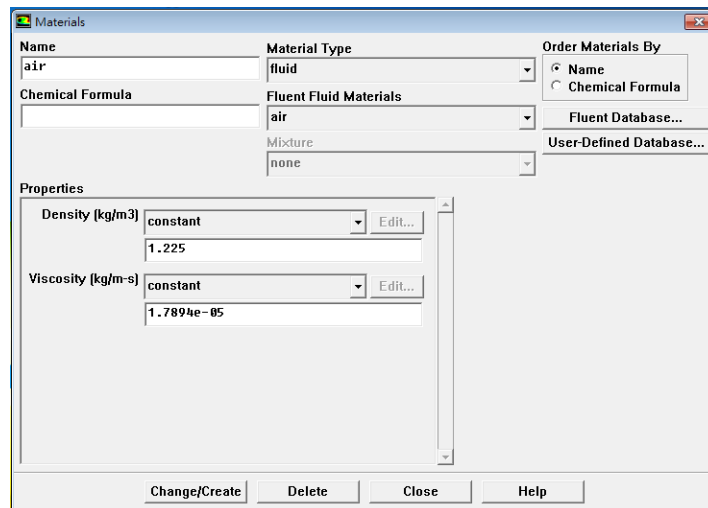 Materials
Name
air
Chemical Formula
Material Type
fluid
Fluent Fluid Materials
air
Mixture
none
Order Materials By
Name
Chemical Formula
Fluent Database...
User-Defined Database...
Properties
Density (kg/m3) constant Edit...
1.225
Viscosity (kg/m-s) constant Edit...
1.7894e-05
Change/Create Delete Close Help